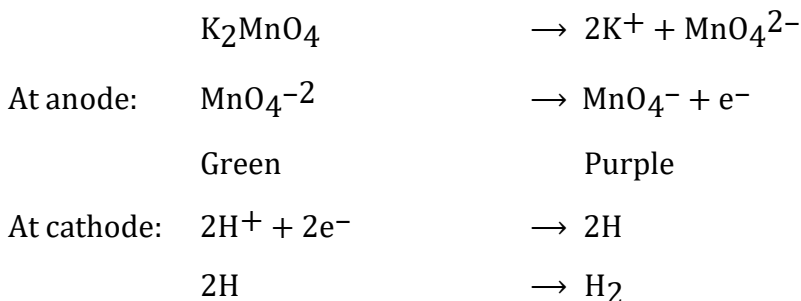 K₂MnO₄ ⟶ 2K⁺ + MnO₄²⁻
At anode: MnO₄⁻² ⟶ MnO₄⁻ + e⁻
Green Purple
At cathode: 2H⁺ + 2e⁻ ⟶ 2H
2H ⟶ H₂